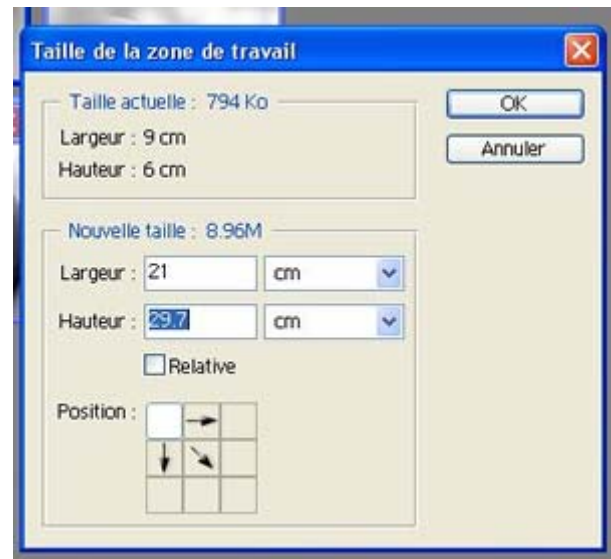 Taille de la zone de travail
Taille actuelle : 794 Ko
Largeur : 9 cm
Hauteur : 6 cm
OK
Annuler
Nouvelle taille : 8.96M
Largeur : 21 cm
Hauteur : 29.7 cm
Relative
Position :